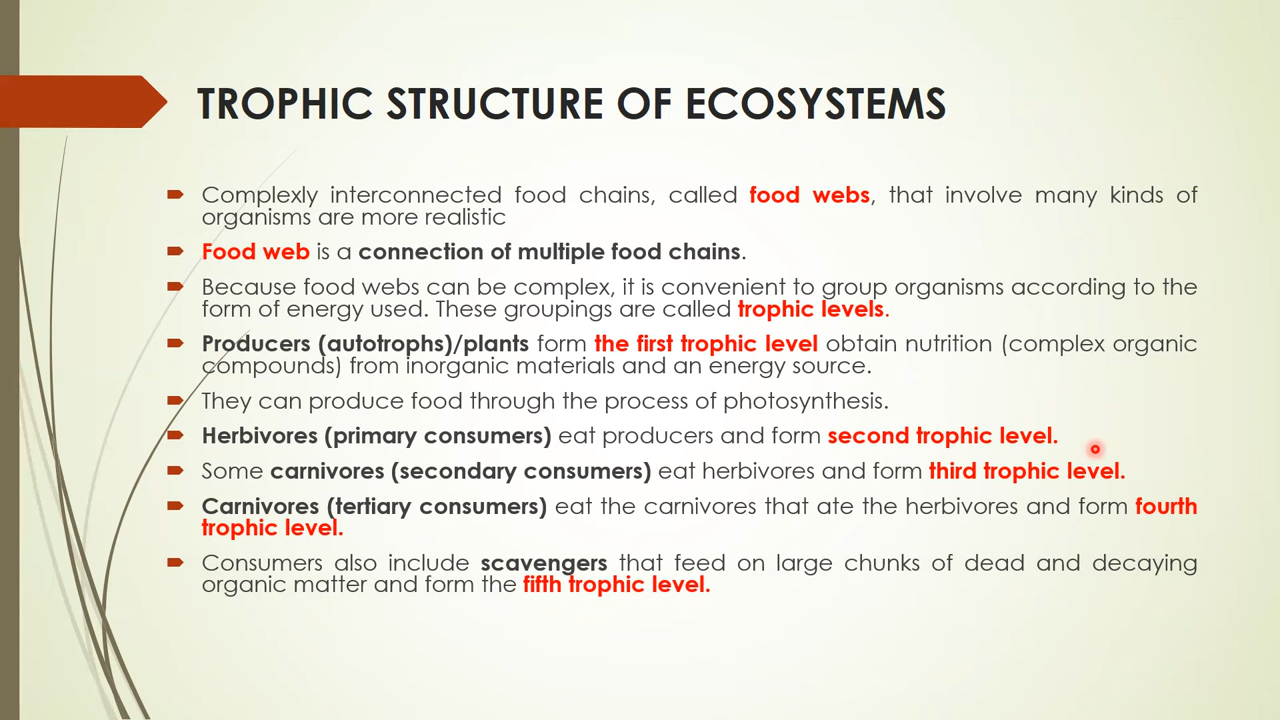 TROPHIC STRUCTURE OF ECOSYSTEMS
Complexly interconnected food chains, called food webs, that involve many kinds of
organisms are more realistic
Food web is a connection of multiple food chains.
Because food webs can be complex, it is convenient to group organisms according to the
form of energy used. These groupings are called trophic levels.
Producers (autotrophs)/plants form the first trophic level obtain nutrition (complex organic
compounds) from inorganic materials and an energy source.
They can produce food through the process of photosynthesis.
Herbivores (primary consumers) eat producers and form second trophic level.
Some carnivores (secondary consumers) eat herbivores and form third trophic level.
Carnivores (tertiary consumers) eat the carnivores that ate the herbivores and form fourth
trophic level.
Consumers also include scavengers that feed on large chunks of dead and decaying
organic matter and form the fifth trophic level.